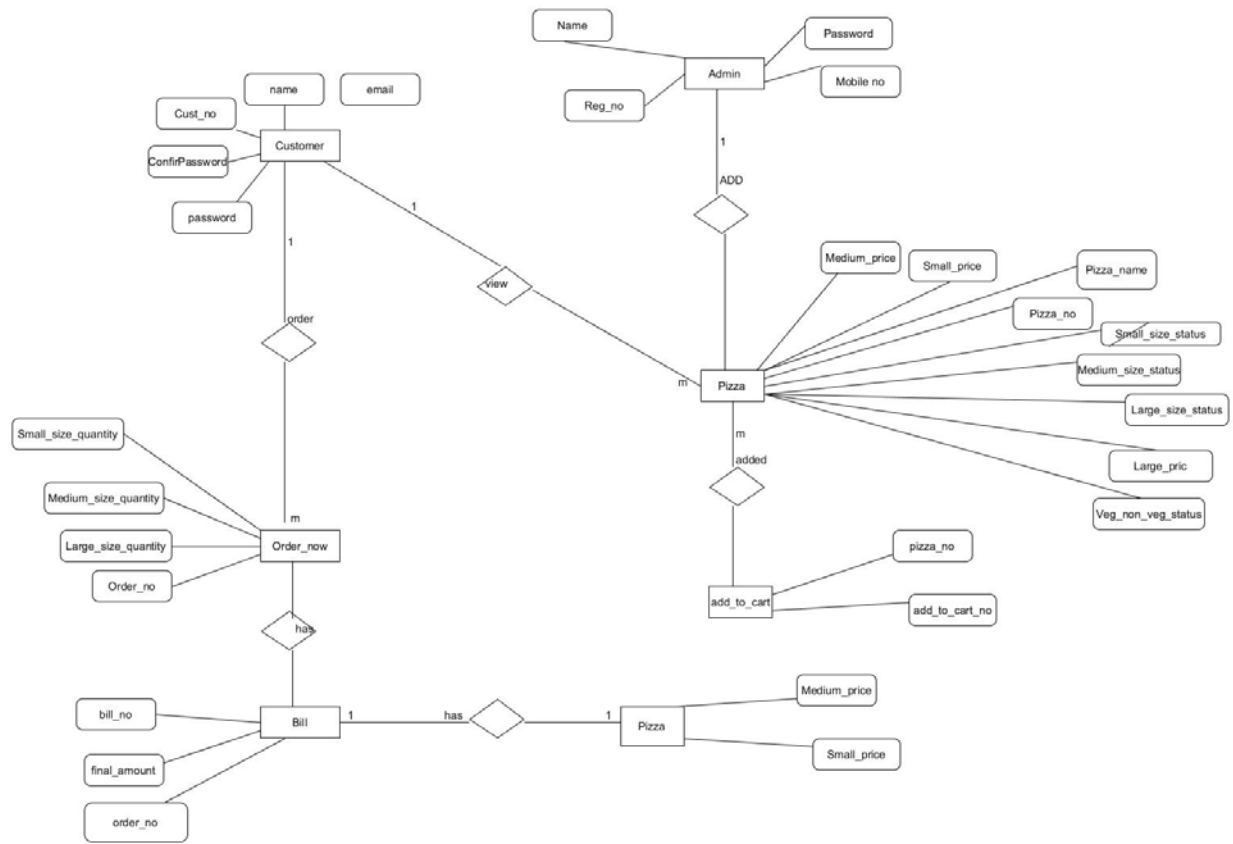 Name
Password
Admin
Mobile no
Reg_no
name
email
Cust_no
Customer
ConfirPassword
password
1
ADD
1
1
view
order
Medium_price
Small_price
Pizza_name
Pizza_no
Small_size_status
Medium_size_status
Large_size_status
Large_pric
Veg_non_veg_status
m
Pizza
m
added
Small_size_quantity
Medium_size_quantity
Large_size_quantity
Order_no
m
Order_now
pizza_no
add_to_cart
add_to_cart_no
has
bill_no
final_amount
order_no
Bill
1
has
1
Pizza
Medium_price
Small_price